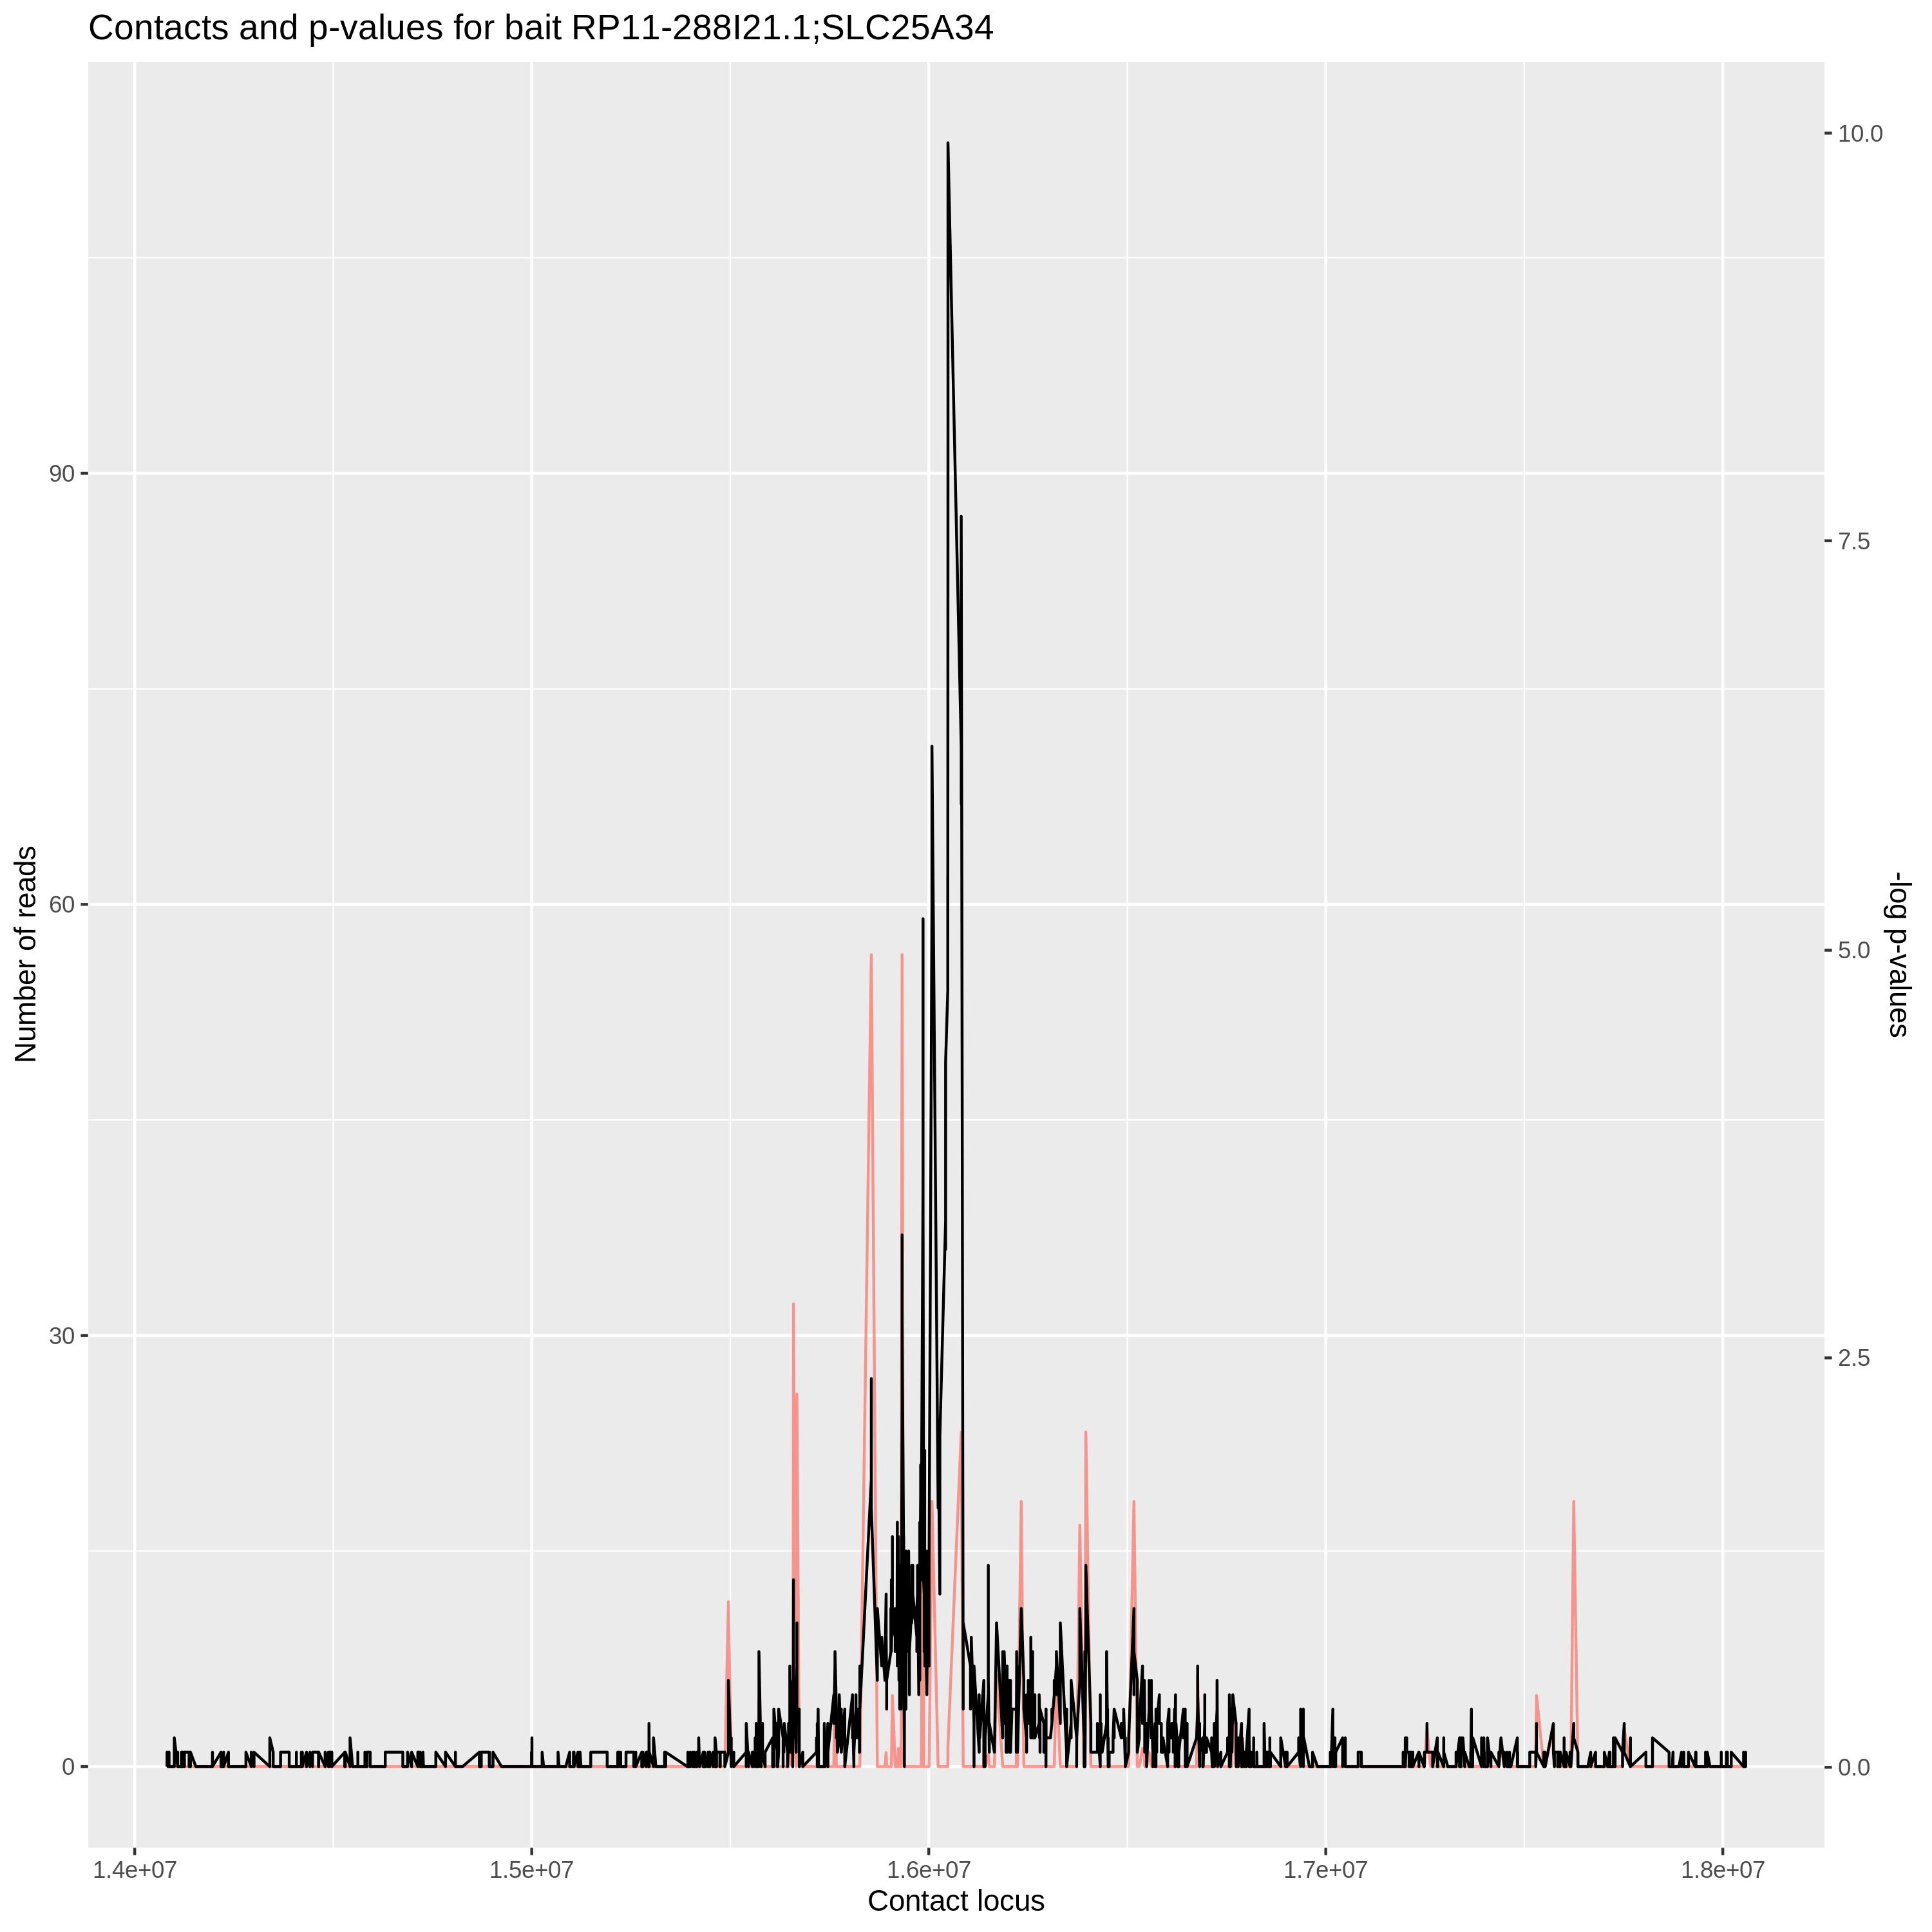 Contacts and p-values for bait RP11-288I21.1;SLC25A34
10.0
90
7.5
Number of reads
60
5.0
-log p-values
30
2.5
0
0.0
1.4e+07
1.5e+07
1.6e+07
1.7e+07
1.8e+07
Contact locus